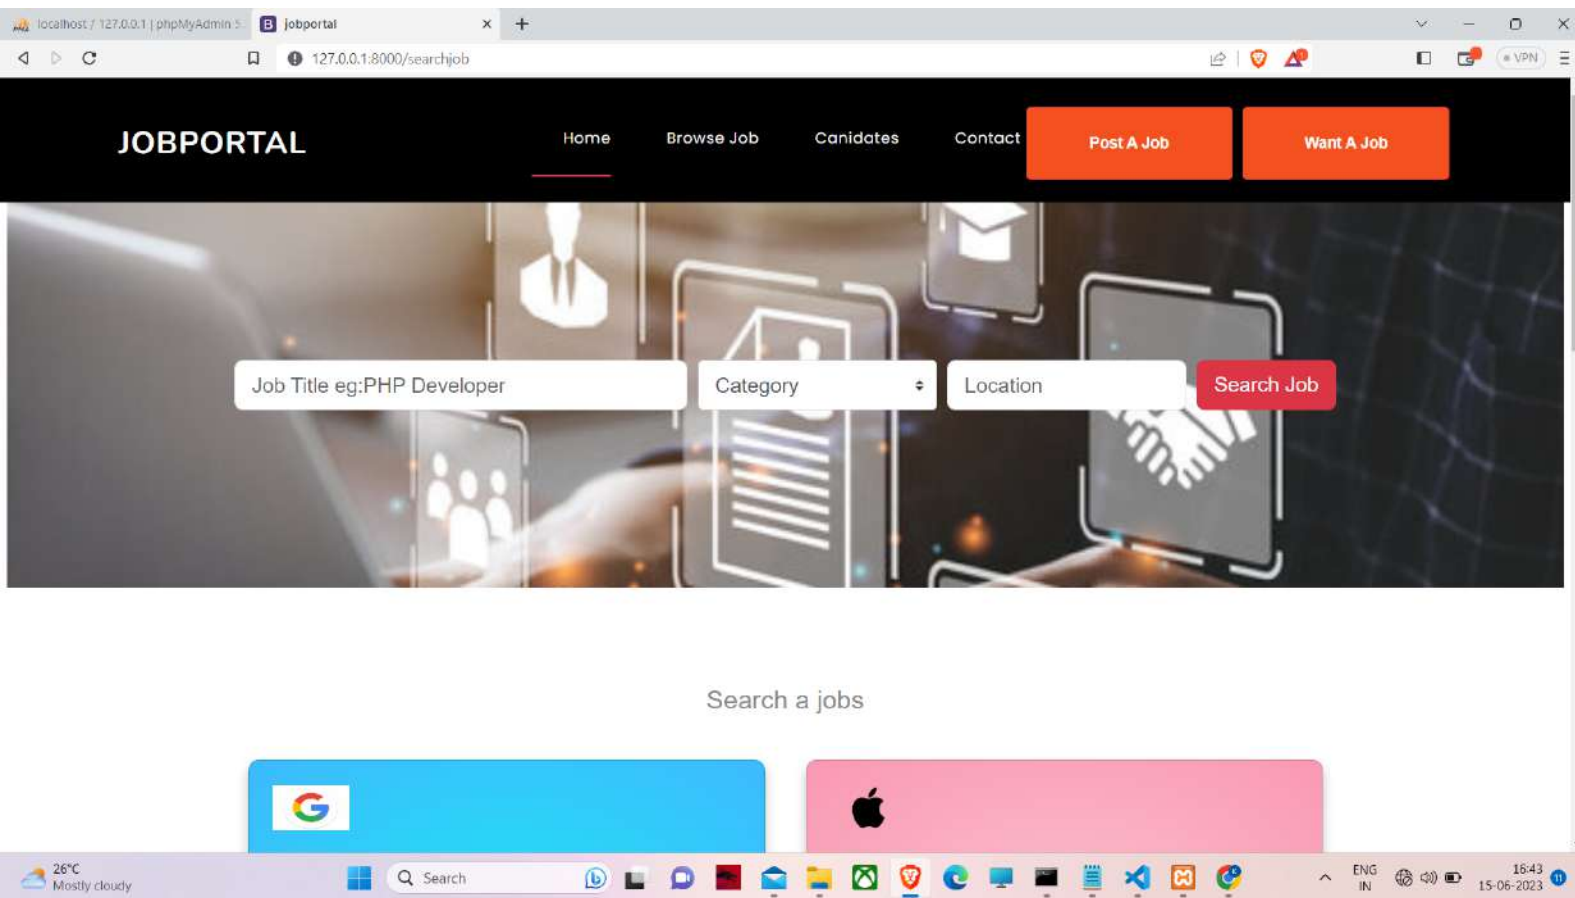 localhost / 127.0.0.1 | phpMyAdmin 5.
jobportal
127.0.0.1:8000/searchjob
VPN
JOBPORTAL
Home
Browse Job
Canidates
Contact
Post A Job
Want A Job
Job Title eg:PHP Developer
Category
Location
Search Job
Search a jobs
26°C
Mostly cloudy
Search
ENG
IN
16:43
15-06-2023
11